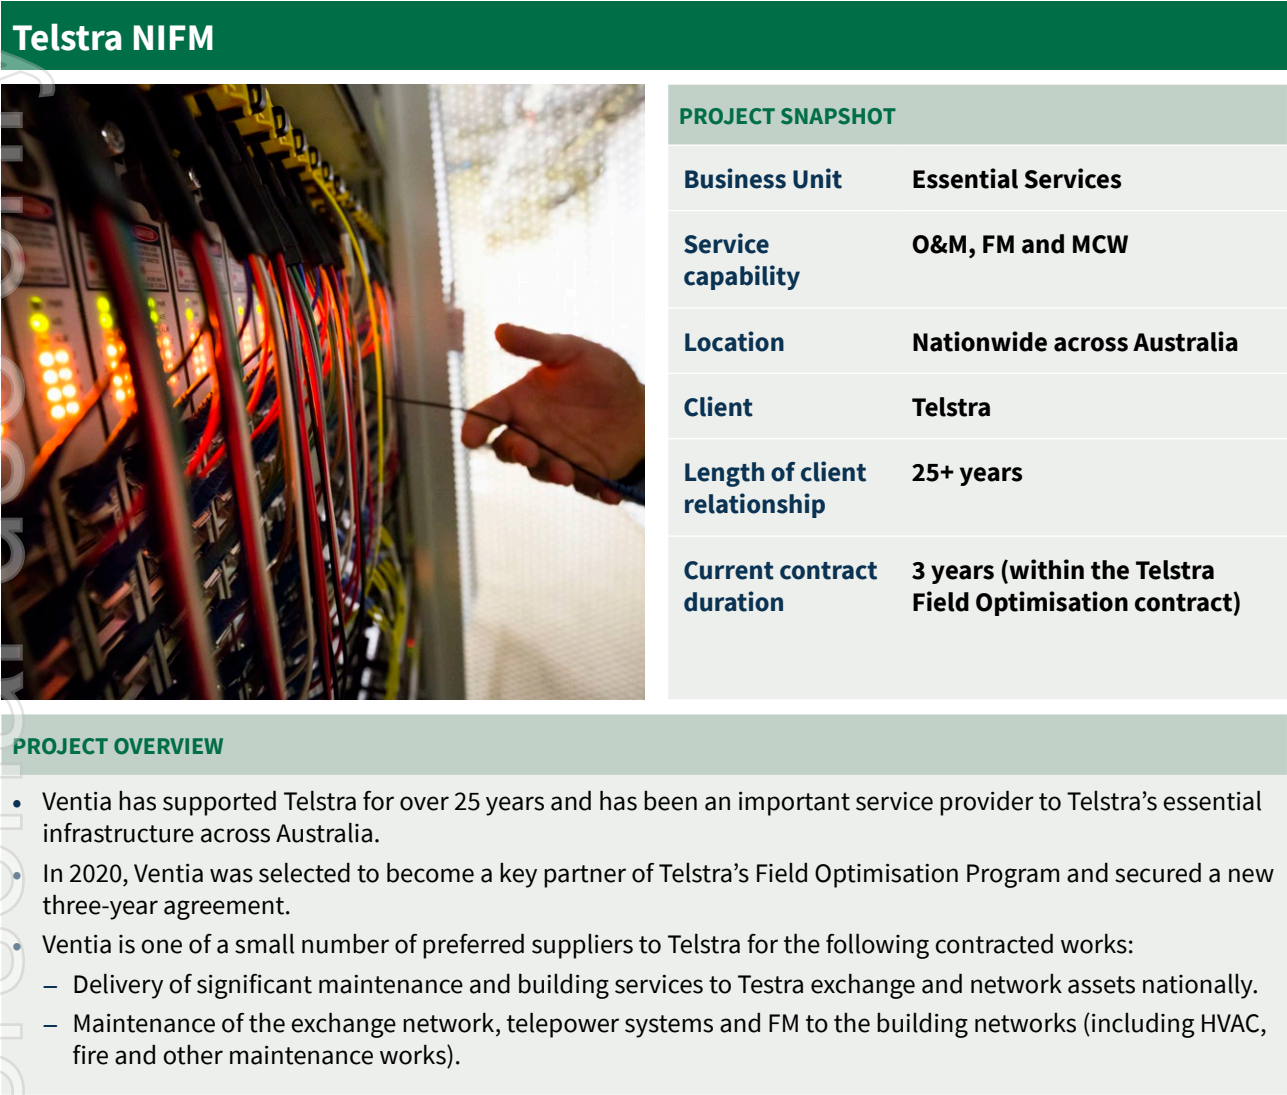 Telstra NIFM
PROJECT SNAPSHOT
Business Unit Essential Services
Service O&M, FM and MCW
capability
Location Nationwide across Australia
Client Telstra
Length of client 25+ years
relationship
Current contract 3 years (within the Telstra
duration Field Optimisation contract)
PROJECT OVERVIEW
• Ventia has supported Telstra for over 25 years and has been an important service provider to Telstra’s essential
infrastructure across Australia.
• In 2020, Ventia was selected to become a key partner of Telstra’s Field Optimisation Program and secured a new
three-year agreement.
• Ventia is one of a small number of preferred suppliers to Telstra for the following contracted works:
– Delivery of significant maintenance and building services to Testra exchange and network assets nationally.
– Maintenance of the exchange network, telepower systems and FM to the building networks (including HVAC,
fire and other maintenance works).